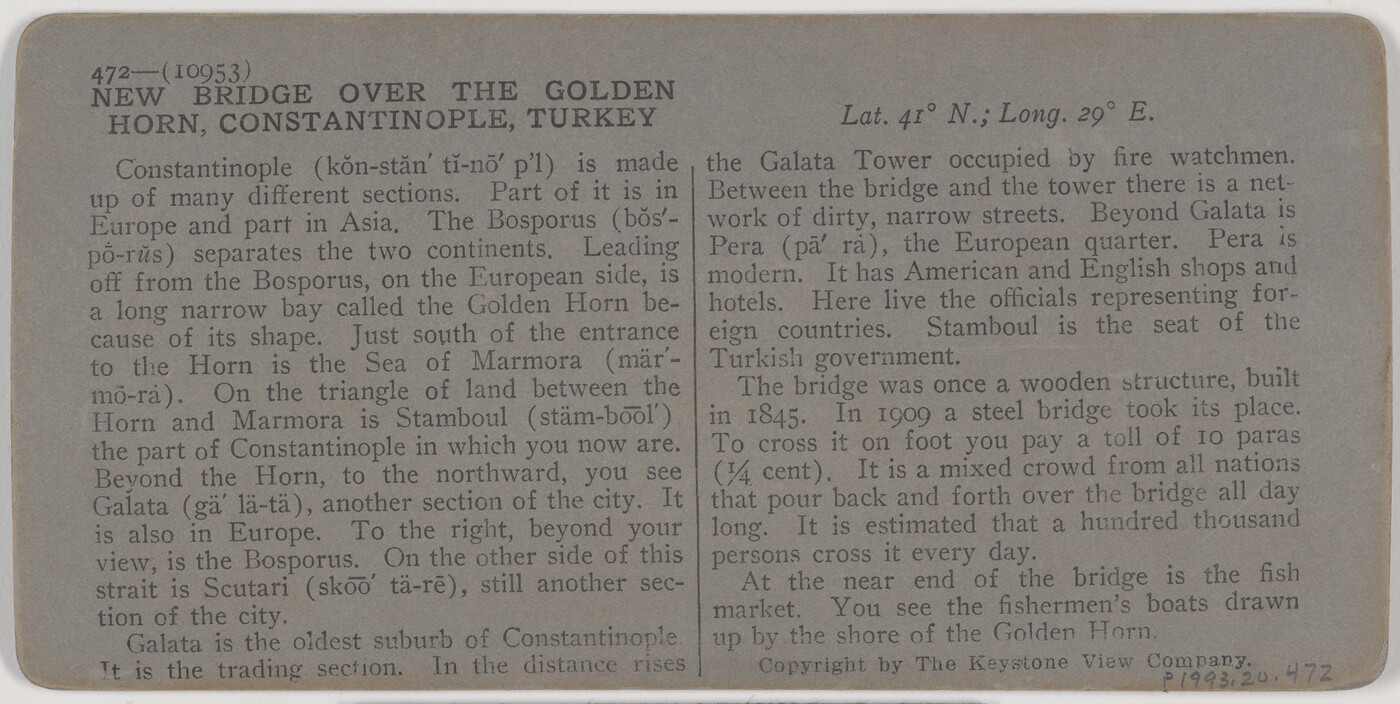 472—(10953)
NEW BRIDGE OVER THE GOLDEN
HORN, CONSTANTINOPLE, TURKEY
Lat. 41° N.; Long. 29° E.
Constantinople (kŏn-stăn′ tĭ-nō′ p'l) is made
up of many different sections. Part of it is in
Europe and part in Asia. The Bosporus (bŏs′-
pō-rŭs) separates the two continents. Leading
off from the Bosporus, on the European side, is
a long narrow bay called the Golden Horn be-
cause of its shape. Just south of the entrance
to the Horn is the Sea of Marmora (mär′-
mō-rȧ). On the triangle of land between the
Horn and Marmora is Stamboul (stäm-bo͞ol′)
the part of Constantinople in which you now are.
Beyond the Horn, to the northward, you see
Galata (gä′ lä-tä), another section of the city. It
is also in Europe. To the right, beyond your
view, is the Bosporus. On the other side of this
strait is Scutari (sko͞o′ tä-rē), still another sec-
tion of the city.
Galata is the oldest suburb of Constantinople.
It is the trading section. In the distance rises
the Galata Tower occupied by fire watchmen.
Between the bridge and the tower there is a net-
work of dirty, narrow streets. Beyond Galata is
Pera (pā′ rȧ), the European quarter. Pera is
modern. It has American and English shops and
hotels. Here live the officials representing for-
eign countries. Stamboul is the seat of the
Turkish government.
The bridge was once a wooden structure, built
in 1845. In 1909 a steel bridge took its place.
To cross it on foot you pay a toll of 10 paras
(¼ cent). It is a mixed crowd from all nations
that pour back and forth over the bridge all day
long. It is estimated that a hundred thousand
persons cross it every day.
At the near end of the bridge is the fish
market. You see the fishermen's boats drawn
up by the shore of the Golden Horn.
Copyright by The Keystone View Company.
P1993.20.472